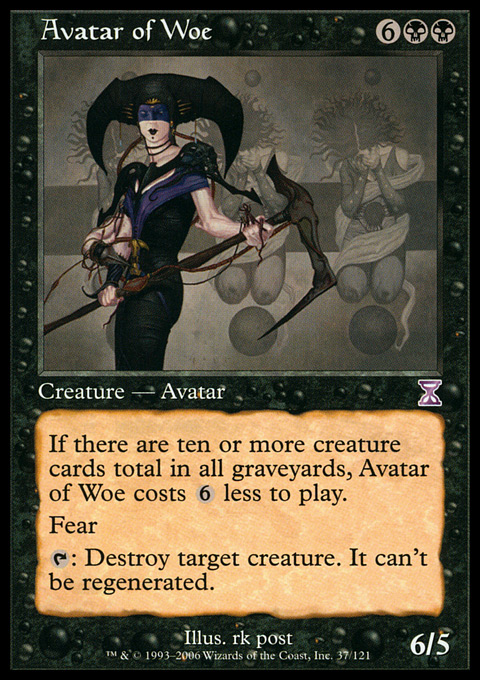 Avatar of Woe 6
Creature — Avatar
If there are ten or more creature
cards total in all graveyards, Avatar
of Woe costs 6 less to play.
Fear
: Destroy target creature. It can't
be regenerated.
Illus. rk post
™ & © 1993–2006 Wizards of the Coast, Inc. 37/121
6/5